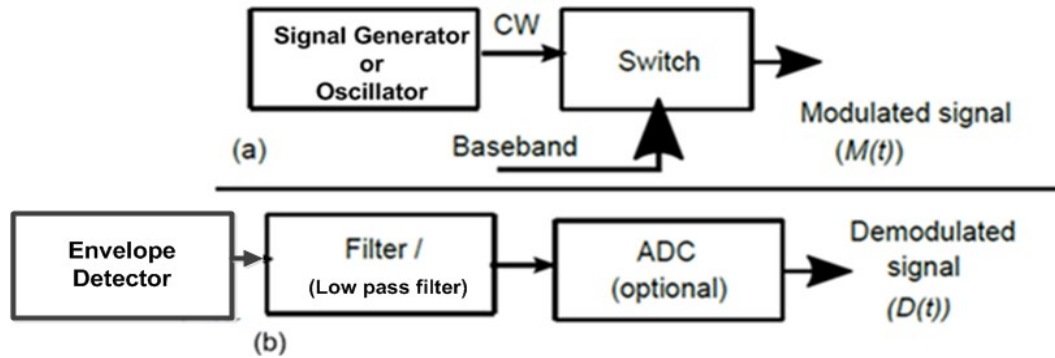 Signal Generator
or
Oscillator
CW
Switch
Modulated signal
(M(t))
Baseband
(a)
Envelope
Detector
Filter /
(Low pass filter)
ADC
(optional)
Demodulated
signal
(D(t))
(b)